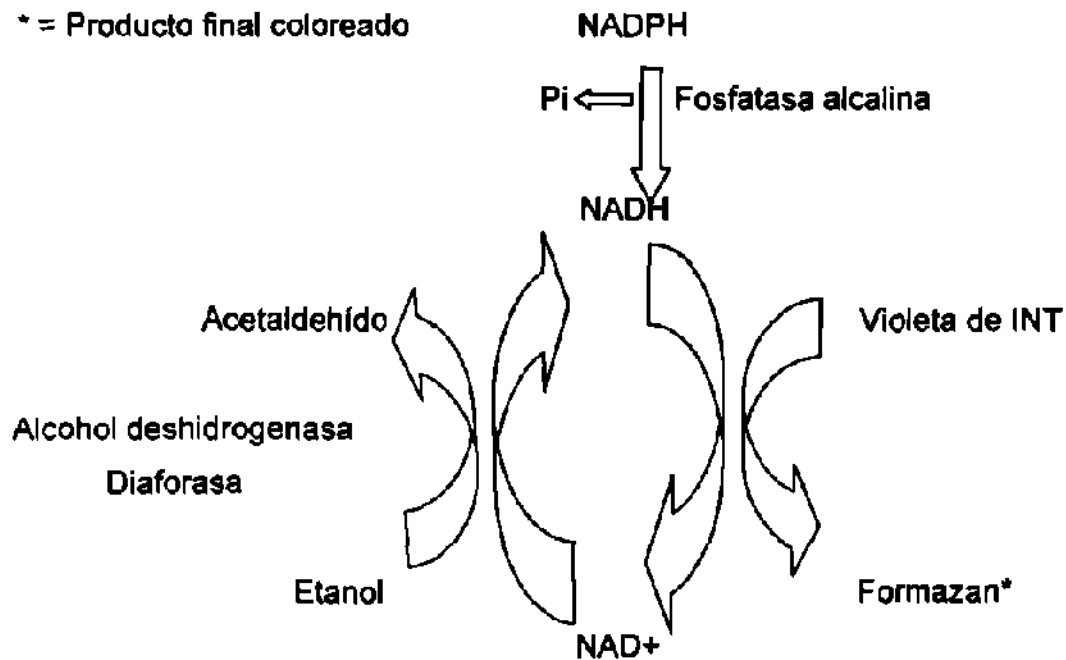 * = Producto final coloreado
NADPH
Pi
Fosfatasa alcalina
NADH
Acetaldehído
Violeta de INT
Alcohol deshidrogenasa
Diaforasa
Etanol
Formazan*
NAD+